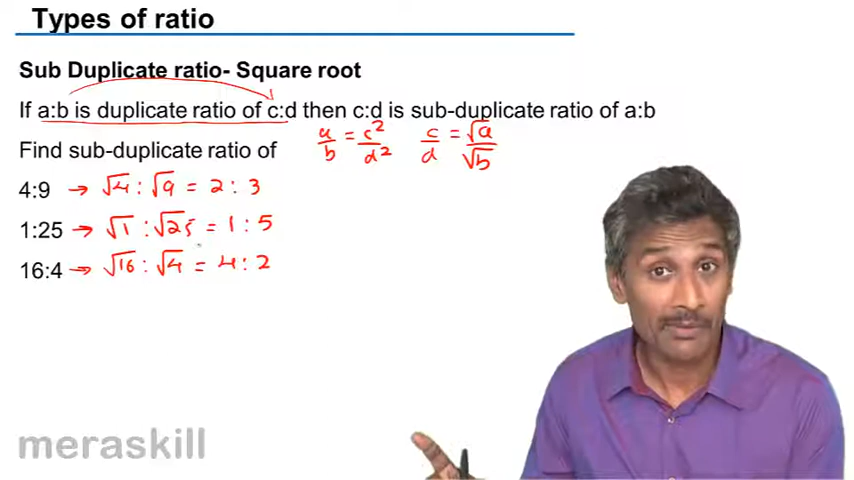 Types of ratio
Sub Duplicate ratio- Square root
If a:b is duplicate ratio of c:d then c:d is sub-duplicate ratio of a:b
a/b = c²/d² c/d = √a/√b
Find sub-duplicate ratio of
4:9 → √4 : √9 = 2 : 3
1:25 → √1 : √25 = 1 : 5
16:4 → √16 : √4 = 4 : 2
meraskill